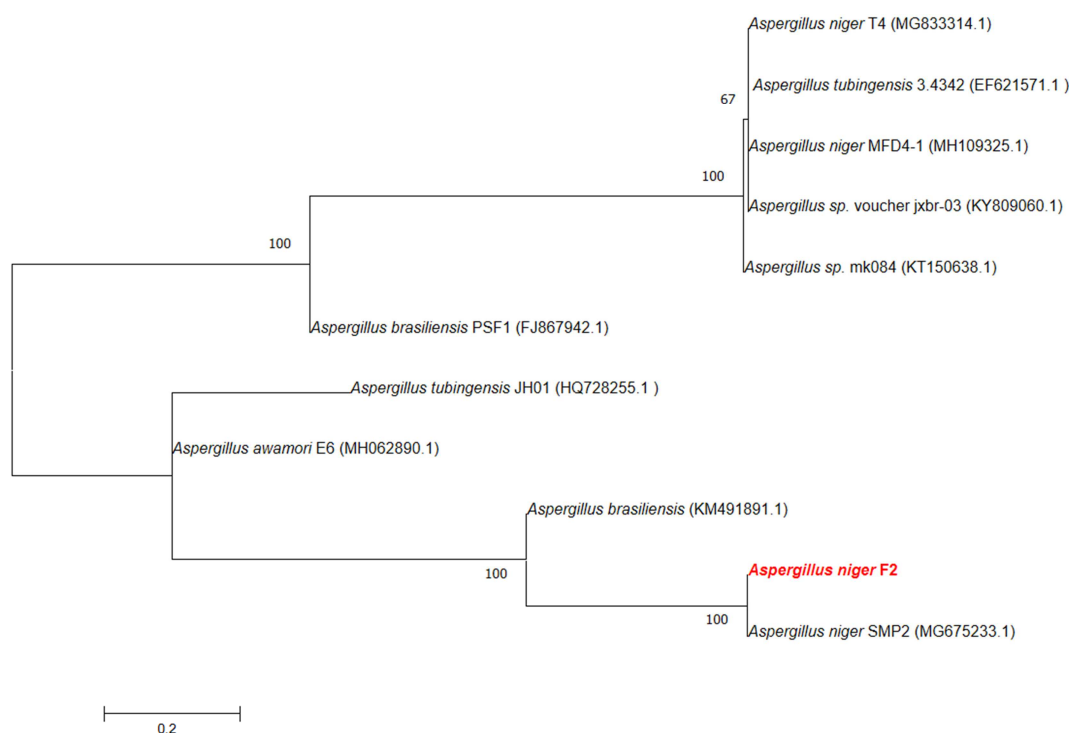 Aspergillus niger T4 (MG833314.1)
Aspergillus tubingensis 3.4342 (EF621571.1 )
67
Aspergillus niger MFD4-1 (MH109325.1)
100
Aspergillus sp. voucher jxbr-03 (KY809060.1)
100
Aspergillus sp. mk084 (KT150638.1)
Aspergillus brasiliensis PSF1 (FJ867942.1)
Aspergillus tubingensis JH01 (HQ728255.1 )
Aspergillus awamori E6 (MH062890.1)
Aspergillus brasiliensis (KM491891.1)
Aspergillus niger F2
100
100
Aspergillus niger SMP2 (MG675233.1)
0.2